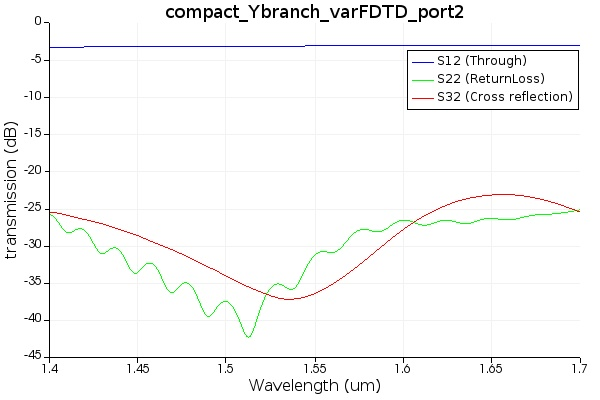 compact_Ybranch_varFDTD_port2
0
-5
-10
-15
-20
-25
-30
-35
-40
-45
transmission (dB)
S12 (Through)
S22 (ReturnLoss)
S32 (Cross reflection)
1.4
1.45
1.5
1.55
1.6
1.65
1.7
Wavelength (um)